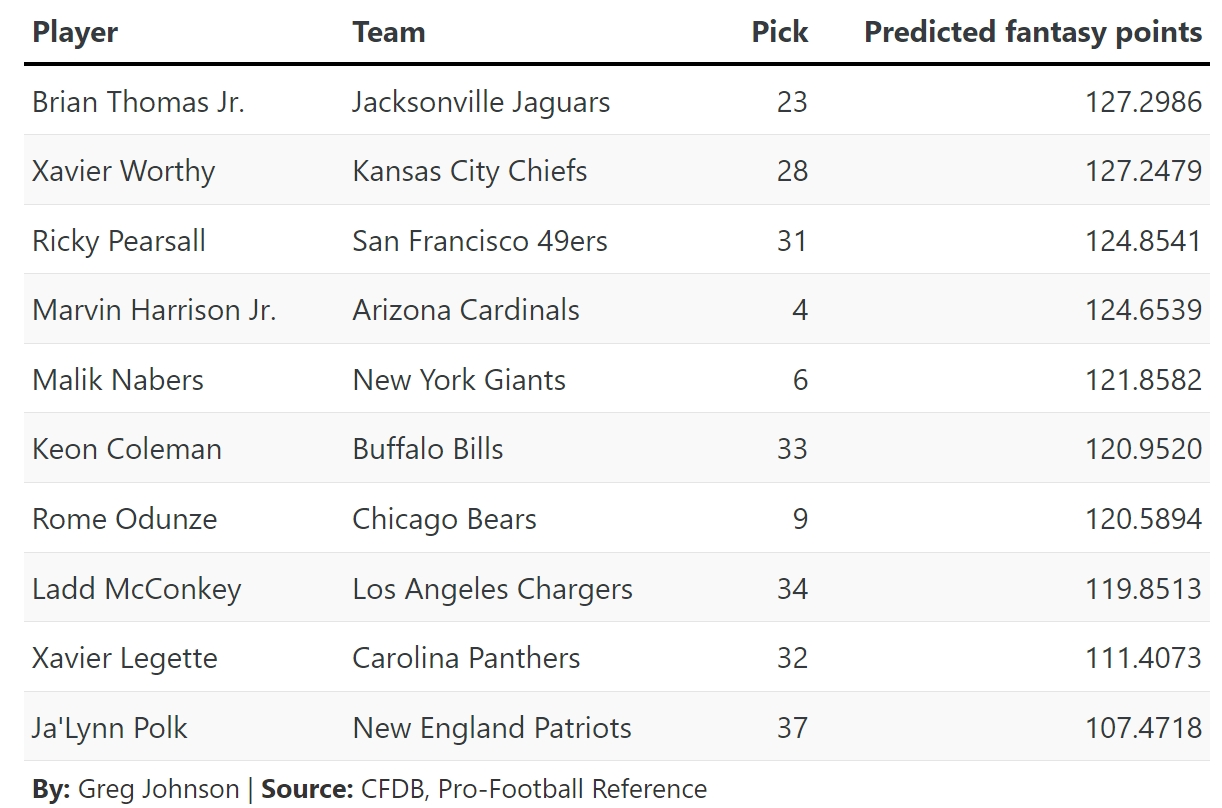 Player Team Pick Predicted fantasy points
Brian Thomas Jr. Jacksonville Jaguars 23 127.2986
Xavier Worthy Kansas City Chiefs 28 127.2479
Ricky Pearsall San Francisco 49ers 31 124.8541
Marvin Harrison Jr. Arizona Cardinals 4 124.6539
Malik Nabers New York Giants 6 121.8582
Keon Coleman Buffalo Bills 33 120.9520
Rome Odunze Chicago Bears 9 120.5894
Ladd McConkey Los Angeles Chargers 34 119.8513
Xavier Legette Carolina Panthers 32 111.4073
Ja'Lynn Polk New England Patriots 37 107.4718
By: Greg Johnson | Source: CFDB, Pro-Football Reference